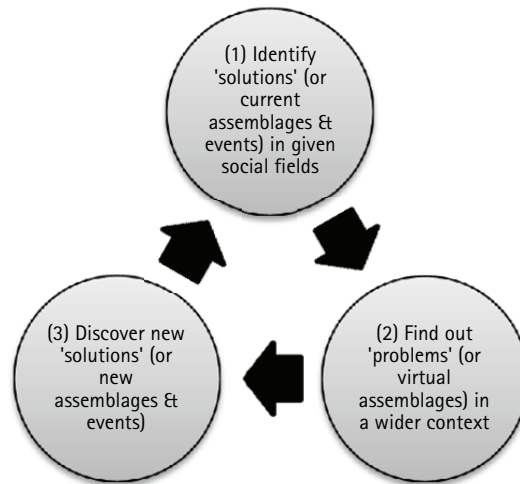 (1) Identify
'solutions' (or
current
assemblages &
events) in given
social fields
(2) Find out
'problems' (or
virtual
assemblages) in
a wider context
(3) Discover new
'solutions' (or
new
assemblages &
events)